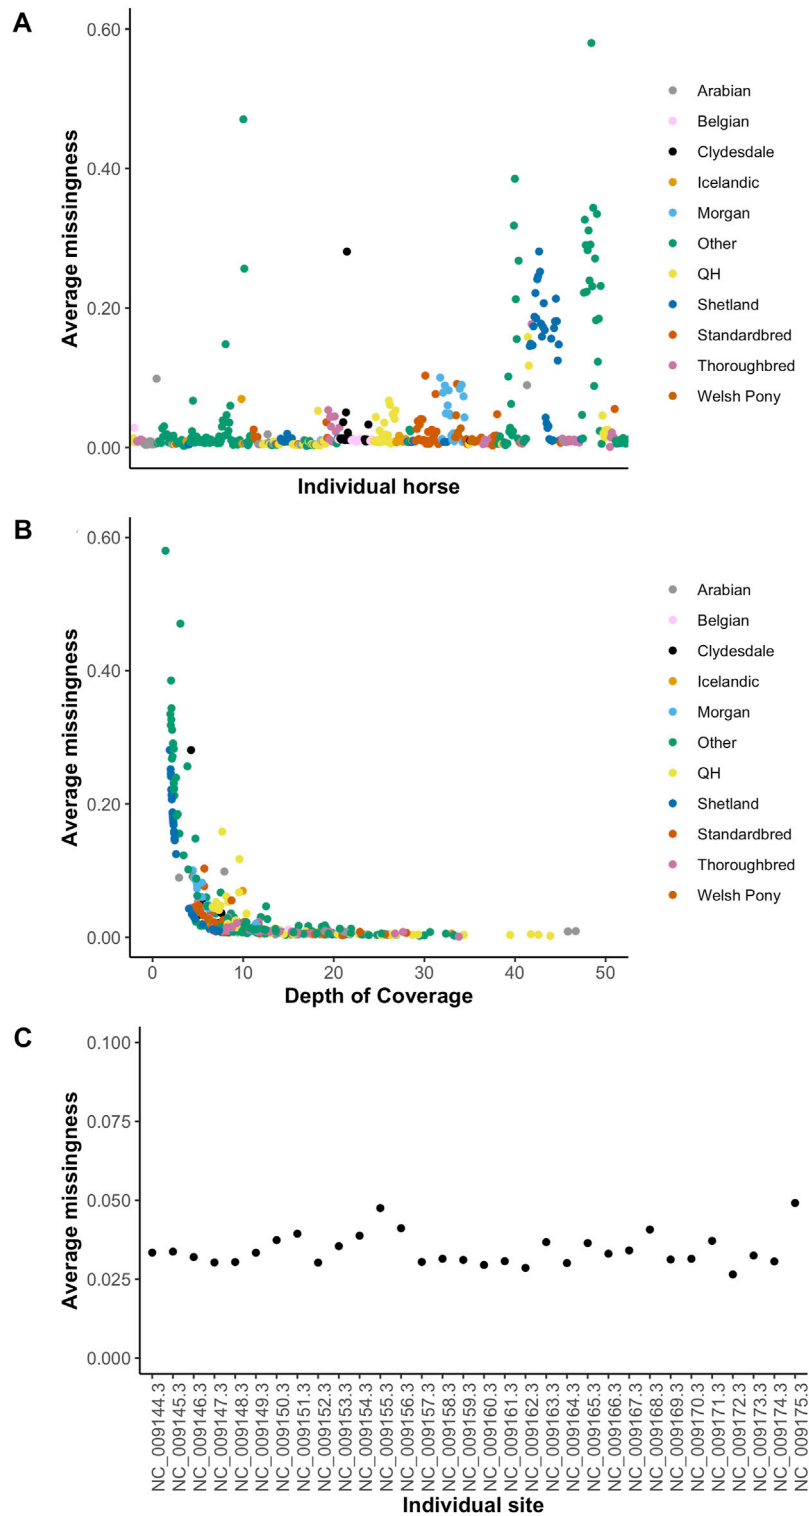 A
0.60
0.40
0.20
0.00
Average missingness
Individual horse
Arabian
Belgian
Clydesdale
Icelandic
Morgan
Other
QH
Shetland
Standardbred
Thoroughbred
Welsh Pony
B
0.60
0.40
0.20
0.00
Average missingness
0 10 20 30 40 50
Depth of Coverage
Arabian
Belgian
Clydesdale
Icelandic
Morgan
Other
QH
Shetland
Standardbred
Thoroughbred
Welsh Pony
C
0.100
0.075
0.050
0.025
0.000
Average missingness
NC_009144.3
NC_009145.3
NC_009146.3
NC_009147.3
NC_009148.3
NC_009149.3
NC_009150.3
NC_009151.3
NC_009152.3
NC_009153.3
NC_009154.3
NC_009155.3
NC_009156.3
NC_009157.3
NC_009158.3
NC_009159.3
NC_009160.3
NC_009161.3
NC_009162.3
NC_009163.3
NC_009164.3
NC_009165.3
NC_009166.3
NC_009167.3
NC_009168.3
NC_009169.3
NC_009170.3
NC_009171.3
NC_009172.3
NC_009173.3
NC_009174.3
NC_009175.3
Individual site